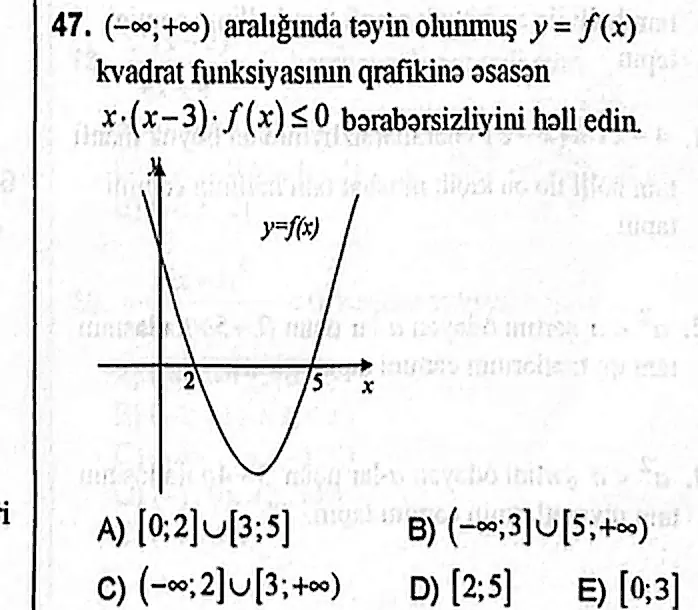 47. (−∞;+∞) aralığında təyin olunmuş y = f(x)
kvadrat funksiyasının qrafikinə əsasən
x·(x−3)·f(x)≤0 bərabərsizliyini həll edin.
y
y=f(x)
2
5
x
A) [0;2]∪[3;5]
B) (−∞;3]∪[5;+∞)
C) (−∞;2]∪[3;+∞)
D) [2;5]
E) [0;3]